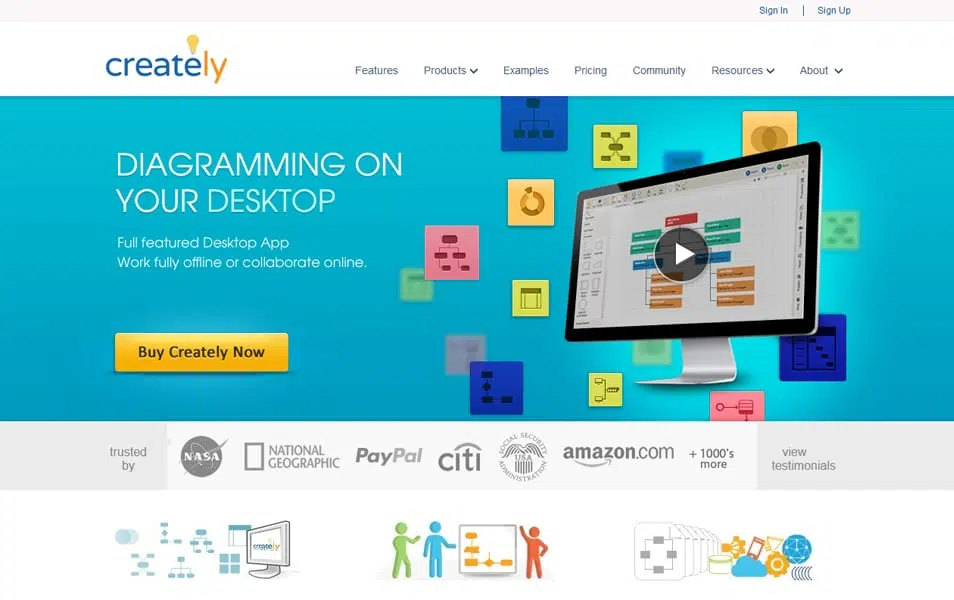 Sign In | Sign Up
creately
Features Products Examples Pricing Community Resources About
DIAGRAMMING ON
YOUR DESKTOP
Full featured Desktop App
Work fully offline or collaborate online.
Buy Creately Now
trusted
by
NASA
NATIONAL
GEOGRAPHIC
PayPal
citi
SOCIAL SECURITY
USA
ADMINISTRATION
amazon.com
+ 1000's
more
view
testimonials
creately